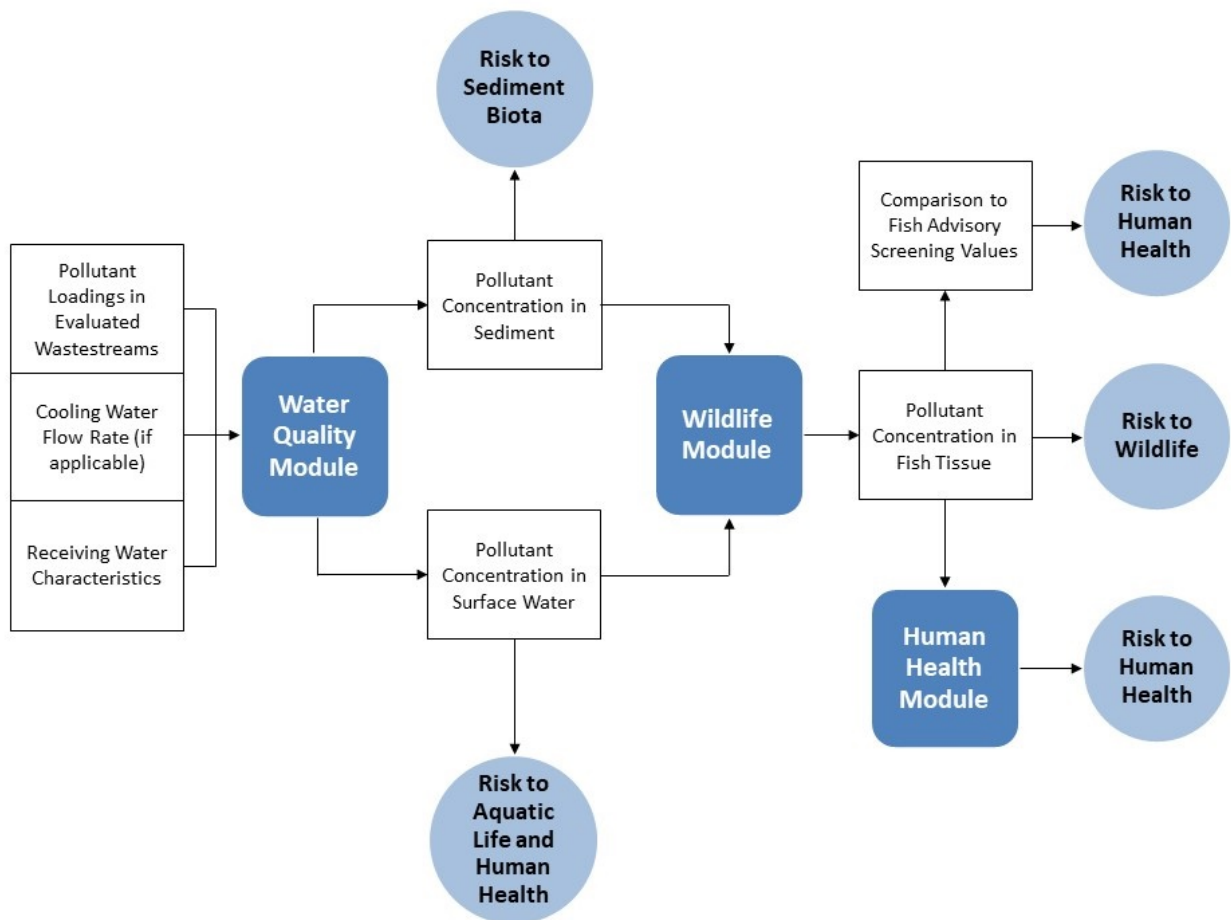 Risk to
Sediment
Biota
Pollutant
Loadings in
Evaluated
Wastestreams
Cooling Water
Flow Rate (if
applicable)
Receiving Water
Characteristics
Water
Quality
Module
Pollutant
Concentration in
Sediment
Pollutant
Concentration in
Surface Water
Risk to
Aquatic
Life and
Human
Health
Wildlife
Module
Comparison to
Fish Advisory
Screening Values
Risk to
Human
Health
Pollutant
Concentration in
Fish Tissue
Risk to
Wildlife
Human
Health
Module
Risk to
Human
Health